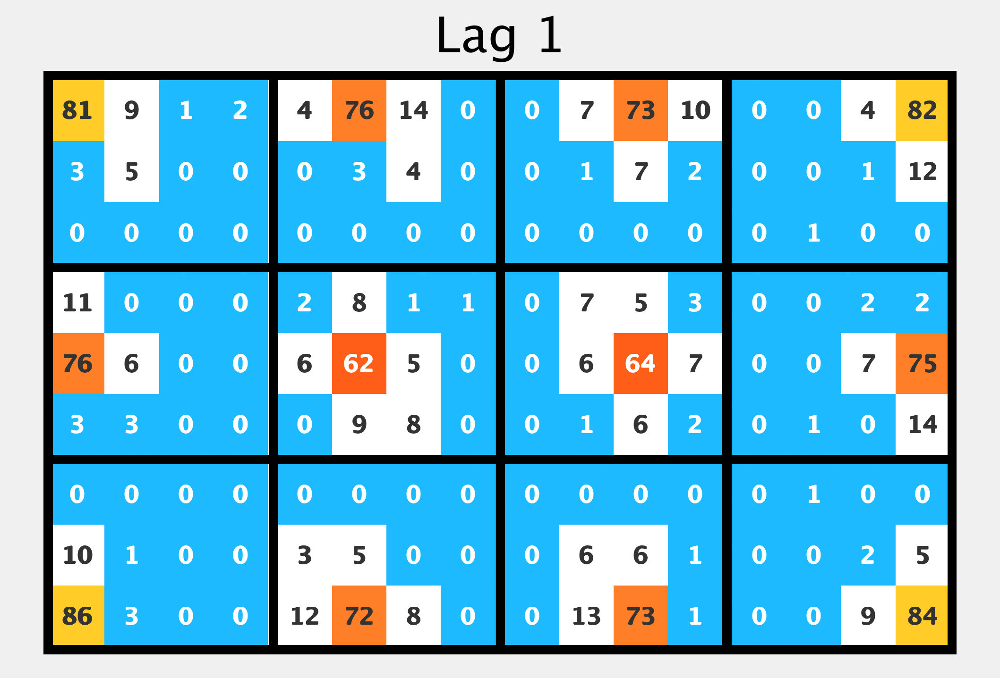 Lag 1
81 9 1 2 4 76 14 0 0 7 73 10 0 0 4 82
3 5 0 0 0 3 4 0 0 1 7 2 0 0 1 12
0 0 0 0 0 0 0 0 0 0 0 0 0 1 0 0
11 0 0 0 2 8 1 1 0 7 5 3 0 0 2 2
76 6 0 0 6 62 5 0 0 6 64 7 0 0 7 75
3 3 0 0 0 9 8 0 0 1 6 2 0 1 0 14
0 0 0 0 0 0 0 0 0 0 0 0 0 1 0 0
10 1 0 0 3 5 0 0 0 6 6 1 0 0 2 5
86 3 0 0 12 72 8 0 0 13 73 1 0 0 9 84